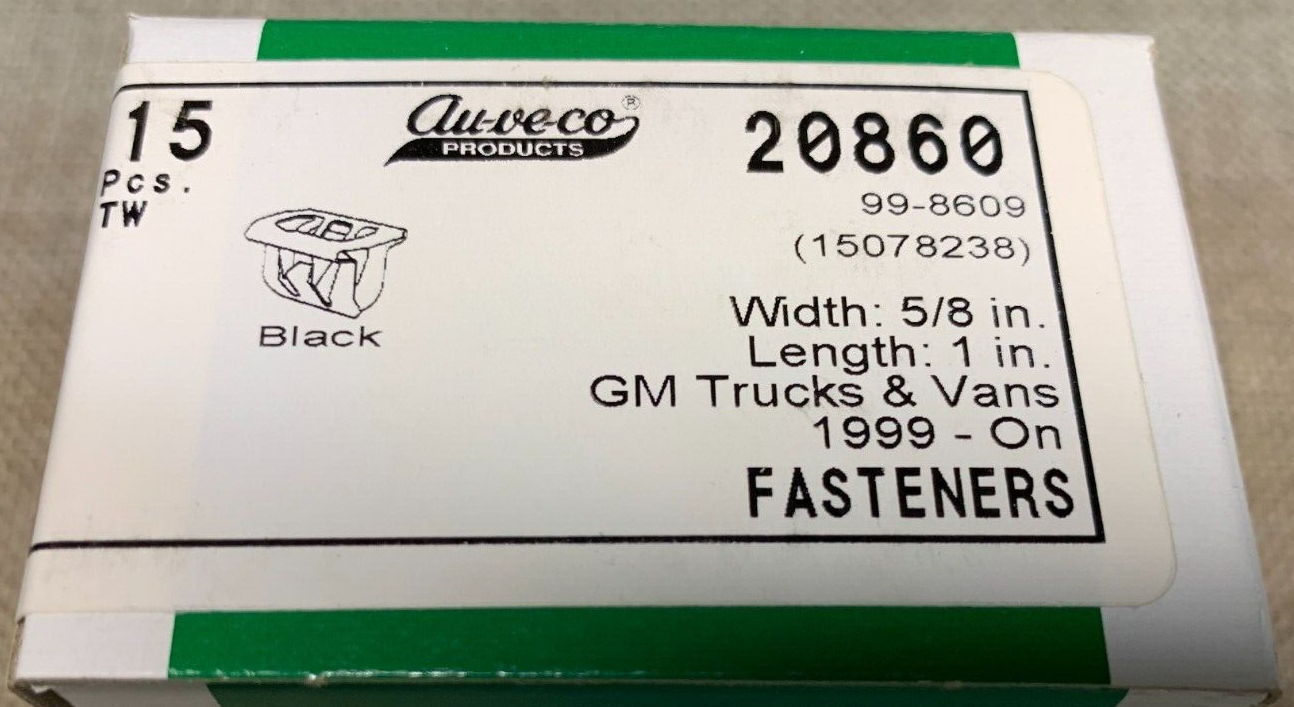 15
Pcs.
TW
au-ve-co®
PRODUCTS
Black
20860
99-8609
(15078238)
Width: 5/8 in.
Length: 1 in.
GM Trucks & Vans
1999 - On
FASTENERS